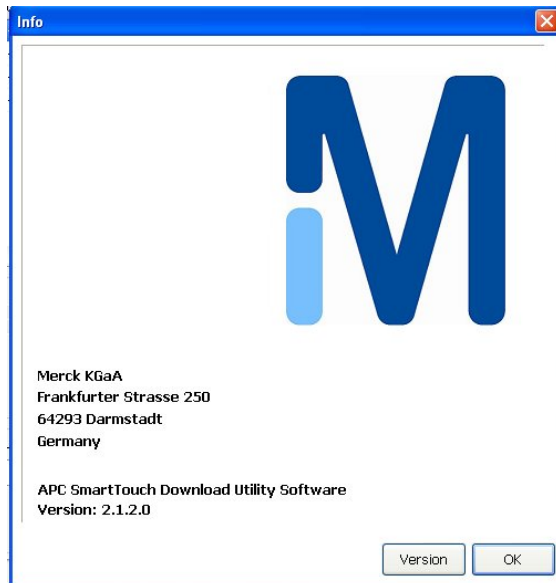 Info
Merck KGaA
Frankfurter Strasse 250
64293 Darmstadt
Germany
APC SmartTouch Download Utility Software
Version: 2.1.2.0
Version
OK